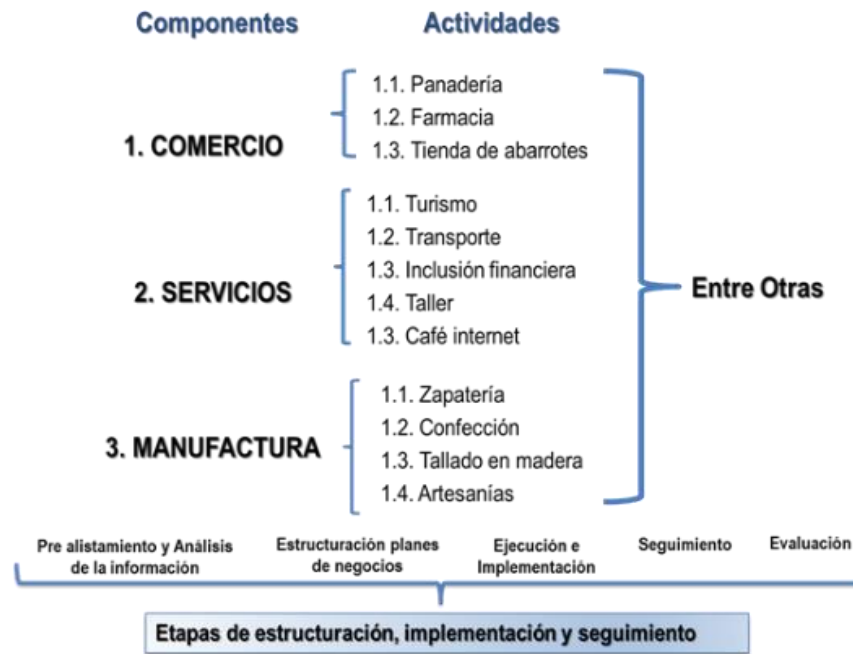 Componentes
Actividades
1. COMERCIO
1.1. Panadería
1.2. Farmacia
1.3. Tienda de abarrotes
2. SERVICIOS
1.1. Turismo
1.2. Transporte
1.3. Inclusión financiera
1.4. Taller
1.3. Café internet
3. MANUFACTURA
1.1. Zapatería
1.2. Confección
1.3. Tallado en madera
1.4. Artesanías
Entre Otras
Pre alistamiento y Análisis
de la información
Estructuración planes
de negocios
Ejecución e
Implementación
Seguimiento
Evaluación
Etapas de estructuración, implementación y seguimiento